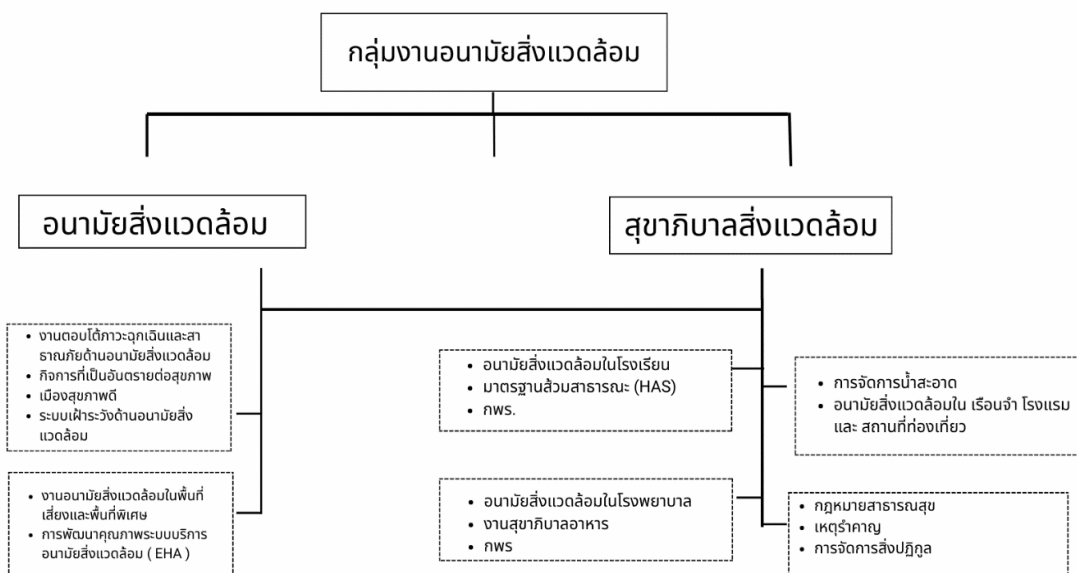 กลุ่มงานอนามัยสิ่งแวดล้อม
อนามัยสิ่งแวดล้อม
สุขาภิบาลสิ่งแวดล้อม
• งานตอบโต้ภาวะฉุกเฉินและสา
ธาณภัยด้านอนามัยสิ่งแวดล้อม
• กิจการที่เป็นอันตรายต่อสุขภาพ
• เมืองสุขภาพดี
• ระบบเฝ้าระวังด้านอนามัยสิ่ง
แวดล้อม
• งานอนามัยสิ่งแวดล้อมในพื้นที่
เสี่ยงและพื้นที่พิเศษ
• การพัฒนาคุณภาพระบบบริการ
อนามัยสิ่งแวดล้อม ( EHA )
• อนามัยสิ่งแวดล้อมในโรงเรียน
• มาตรฐานส้วมสาธารณะ (HAS)
• กพร.
• อนามัยสิ่งแวดล้อมในโรงพยาบาล
• งานสุขาภิบาลอาหาร
• กพร
• การจัดการน้ำสะอาด
• อนามัยสิ่งแวดล้อมใน เรือนจำ โรงแรม
และ สถานที่ท่องเที่ยว
• กฎหมายสาธารณสุข
• เหตุรำคาญ
• การจัดการสิ่งปฏิกูล